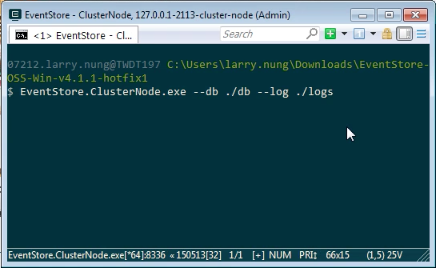 EventStore - ClusterNode, 127.0.0.1-2113-cluster-node (Admin)
<1> EventStore - Cl...
Search
07212.larry.nung@TWDT197 C:\Users\larry.nung\Downloads\EventStore-
OSS-Win-v4.1.1-hotfix1
$ EventStore.ClusterNode.exe --db ./db --log ./logs
EventStore.ClusterNode.exe[*64]:8336 « 150513[32] 1/1 [+] NUM PRI↕ 66x15 (1,5) 25V